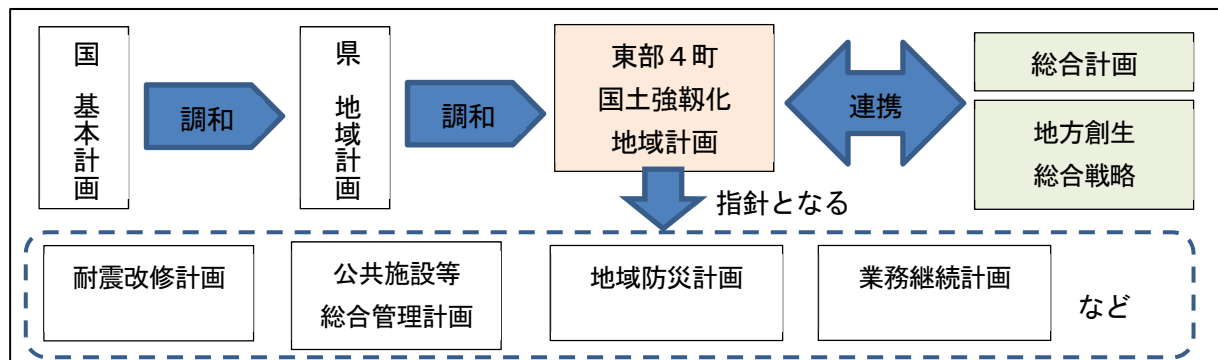 国 基本計画
調和
県 地域計画
調和
東部４町
国土強靱化
地域計画
連携
総合計画
地方創生
総合戦略
指針となる
耐震改修計画
公共施設等
総合管理計画
地域防災計画
業務継続計画
など